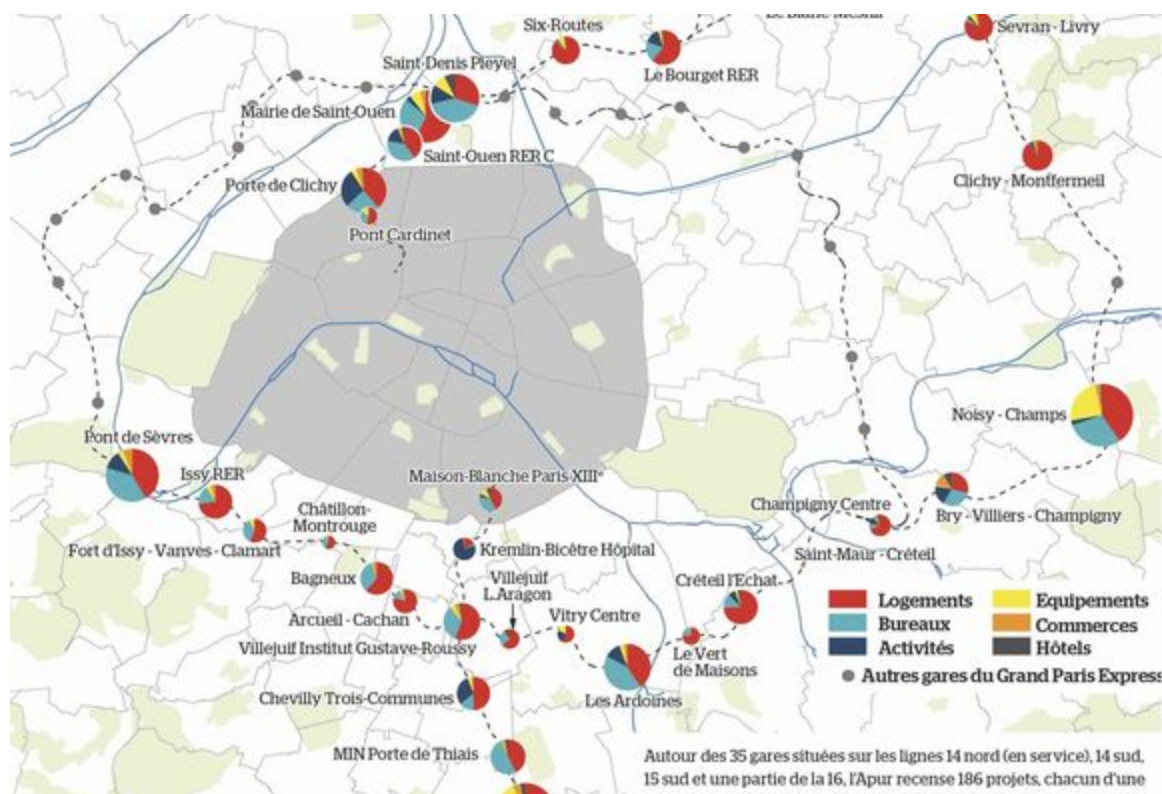 Le Blanc-Mesnil
Six-Routes
Sevran - Livry
Saint-Denis Pleyel
Le Bourget RER
Mairie de Saint-Ouen
Saint-Ouen RER C
Clichy - Montfermeil
Porte de Clichy
Pont Cardinet
Noisy - Champs
Pont de Sèvres
Issy RER
Maison-Blanche Paris XIIIe
Châtillon-
Montrouge
Champigny Centre
Bry - Villiers - Champigny
Fort d'Issy - Vanves - Clamart
Kremlin-Bicêtre Hôpital
Saint-Maur - Créteil
Bagneux
Villejuif
L.Aragon
Créteil l'Echat
Arcueil - Cachan
Vitry Centre
Villejuif Institut Gustave-Roussy
Le Vert
de Maisons
Chevilly Trois-Communes
Les Ardoines
MIN Porte de Thiais
Logements
Bureaux
Activités
Equipements
Commerces
Hôtels
Autres gares du Grand Paris Express
Autour des 35 gares situées sur les lignes 14 nord (en service), 14 sud,
15 sud et une partie de la 16, l'Apur recense 186 projets, chacun d'une